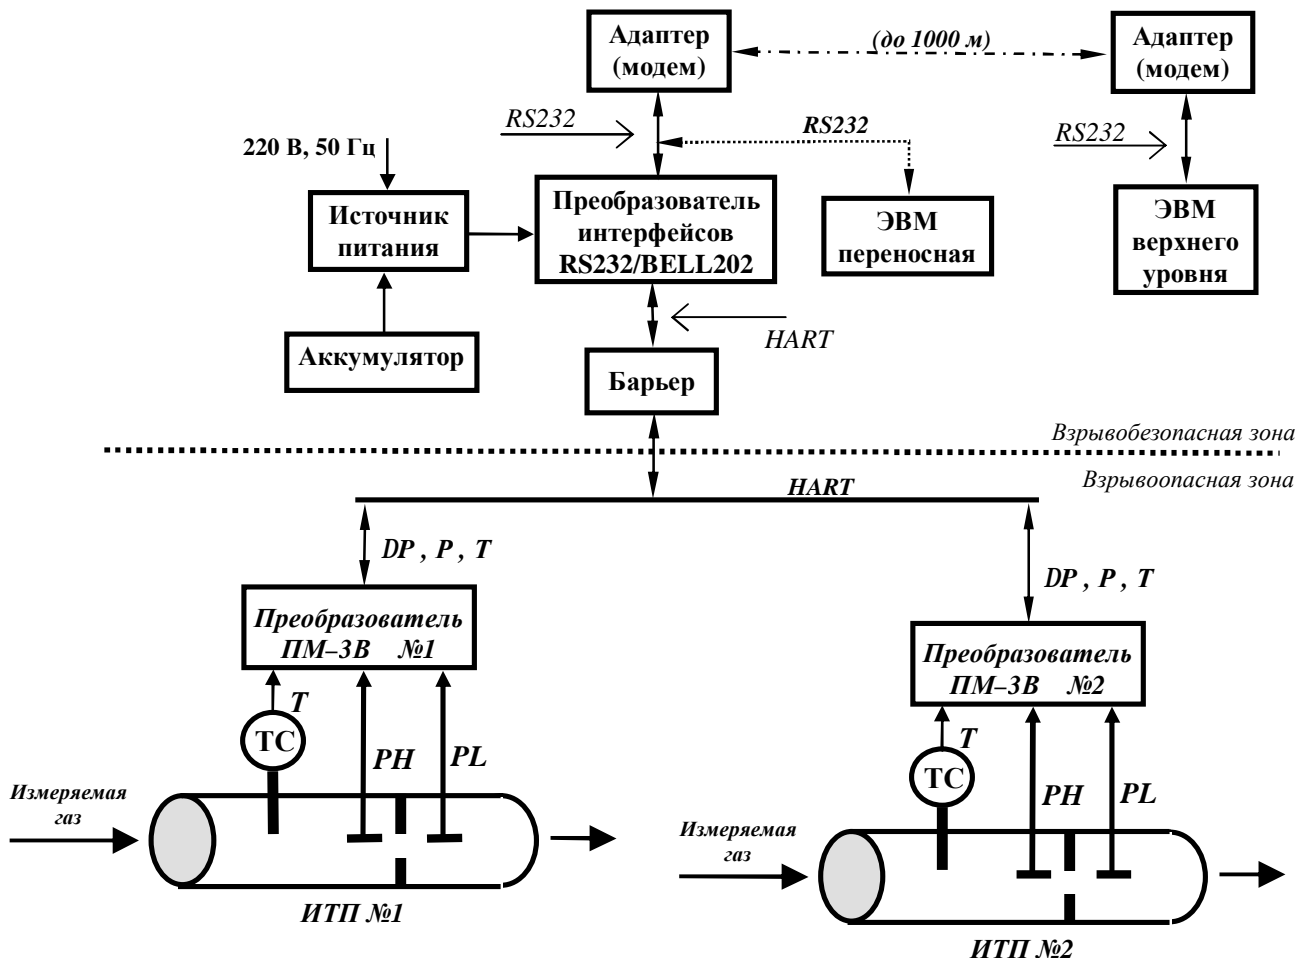 Адаптер
(модем)
(до 1000 м)
Адаптер
(модем)
RS232
RS232
RS232
220 В, 50 Гц
Источник
питания
Преобразователь
интерфейсов
RS232/BELL202
ЭВМ
переносная
ЭВМ
верхнего
уровня
HART
Аккумулятор
Барьер
Взрывобезопасная зона
Взрывоопасная зона
HART
DP , P , T
DP , P , T
Преобразователь
ПМ–3В №1
Преобразователь
ПМ–3В №2
T
ТС
PH
PL
T
ТС
PH
PL
Измеряемая
газ
Измеряемая
газ
ИТП №1
ИТП №2